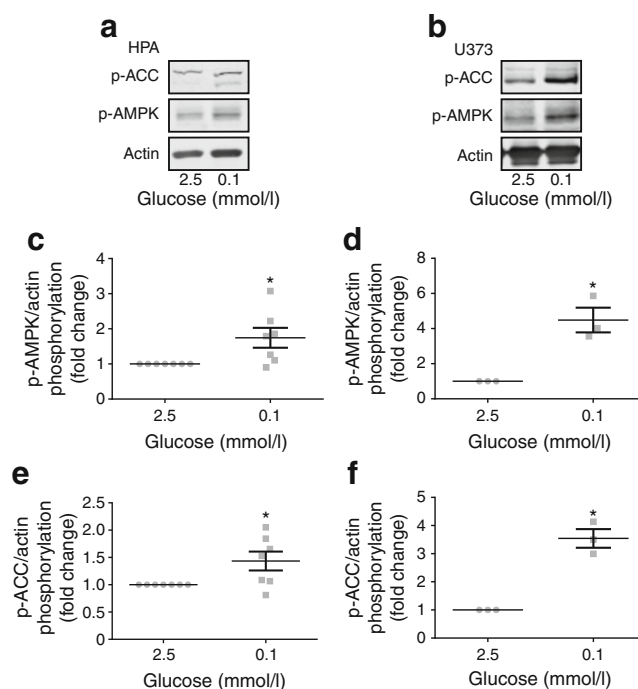 a
HPA
p-ACC
p-AMPK
Actin
2.5 0.1
Glucose (mmol/l)
b
U373
p-ACC
p-AMPK
Actin
2.5 0.1
Glucose (mmol/l)
c
p-AMPK/actin
phosphorylation
(fold change)
4
3
2
1
0
*
2.5 0.1
Glucose (mmol/l)
d
p-AMPK/actin
phosphorylation
(fold change)
8
6
4
2
0
*
2.5 0.1
Glucose (mmol/l)
e
p-ACC/actin
phosphorylation
(fold change)
2.5
2.0
1.5
1.0
0.5
0
*
2.5 0.1
Glucose (mmol/l)
f
p-ACC/actin
phosphorylation
(fold change)
5
4
3
2
1
0
*
2.5 0.1
Glucose (mmol/l)